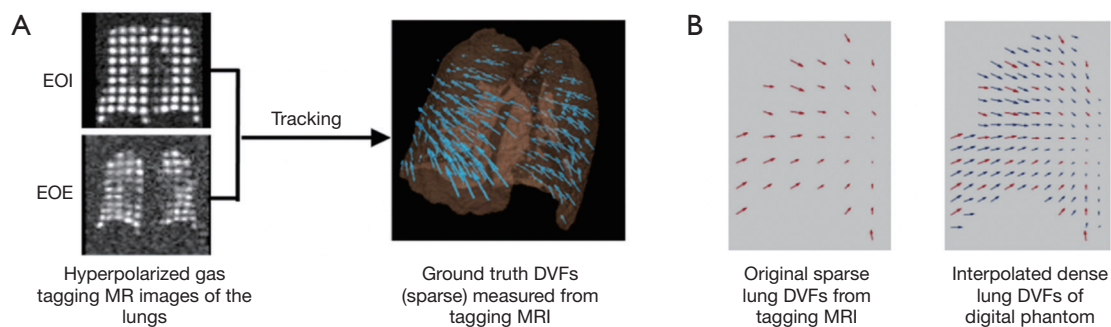 A
EOI
EOE
Tracking
Hyperpolarized gas
tagging MR images of the
lungs
Ground truth DVFs
(sparse) measured from
tagging MRI
B
Original sparse
lung DVFs from
tagging MRI
Interpolated dense
lung DVFs of
digital phantom